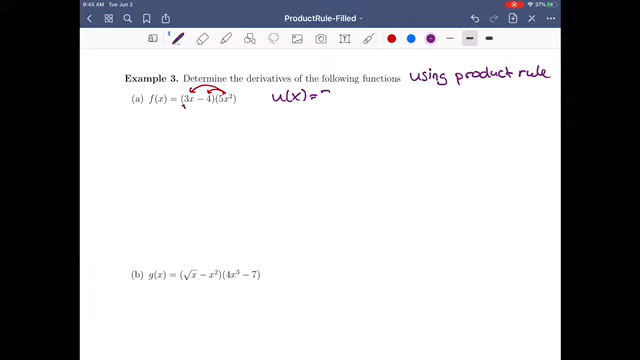 9:45 AM Tue Jun 2
ProductRule-Filled
Example 3. Determine the derivatives of the following functions using product rule
(a) f(x) = (3x − 4)(5x²) u(x) =
(b) g(x) = (√x − x²)(4x³ − 7)